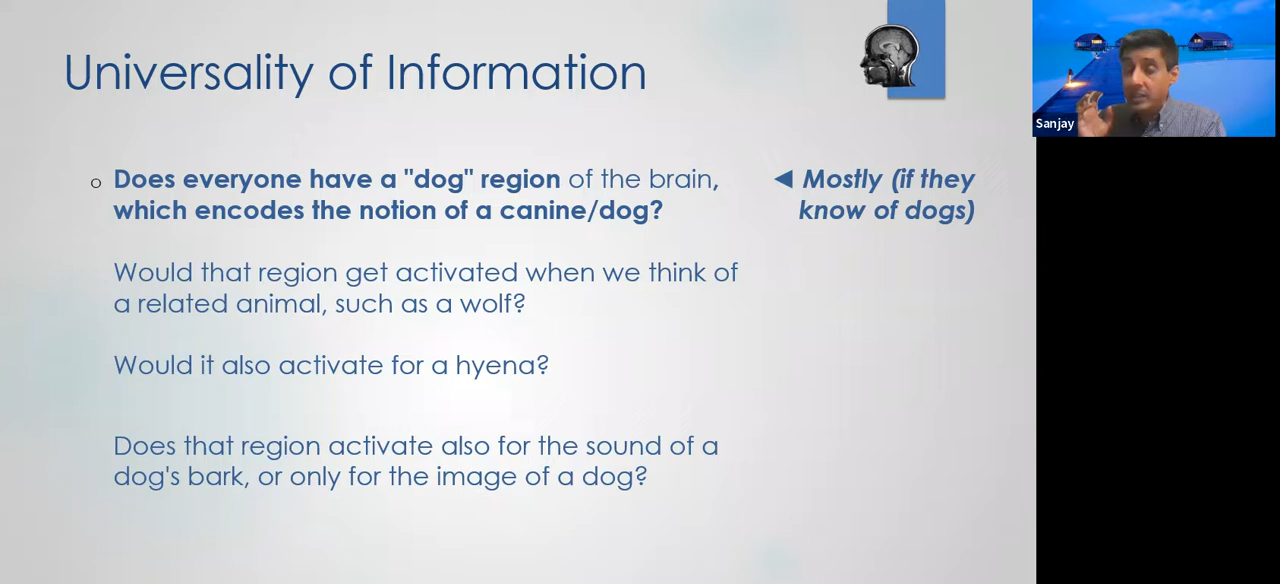 Universality of Information
Sanjay
Does everyone have a "dog" region of the brain,
which encodes the notion of a canine/dog?
◄ Mostly (if they
know of dogs)
Would that region get activated when we think of
a related animal, such as a wolf?
Would it also activate for a hyena?
Does that region activate also for the sound of a
dog's bark, or only for the image of a dog?